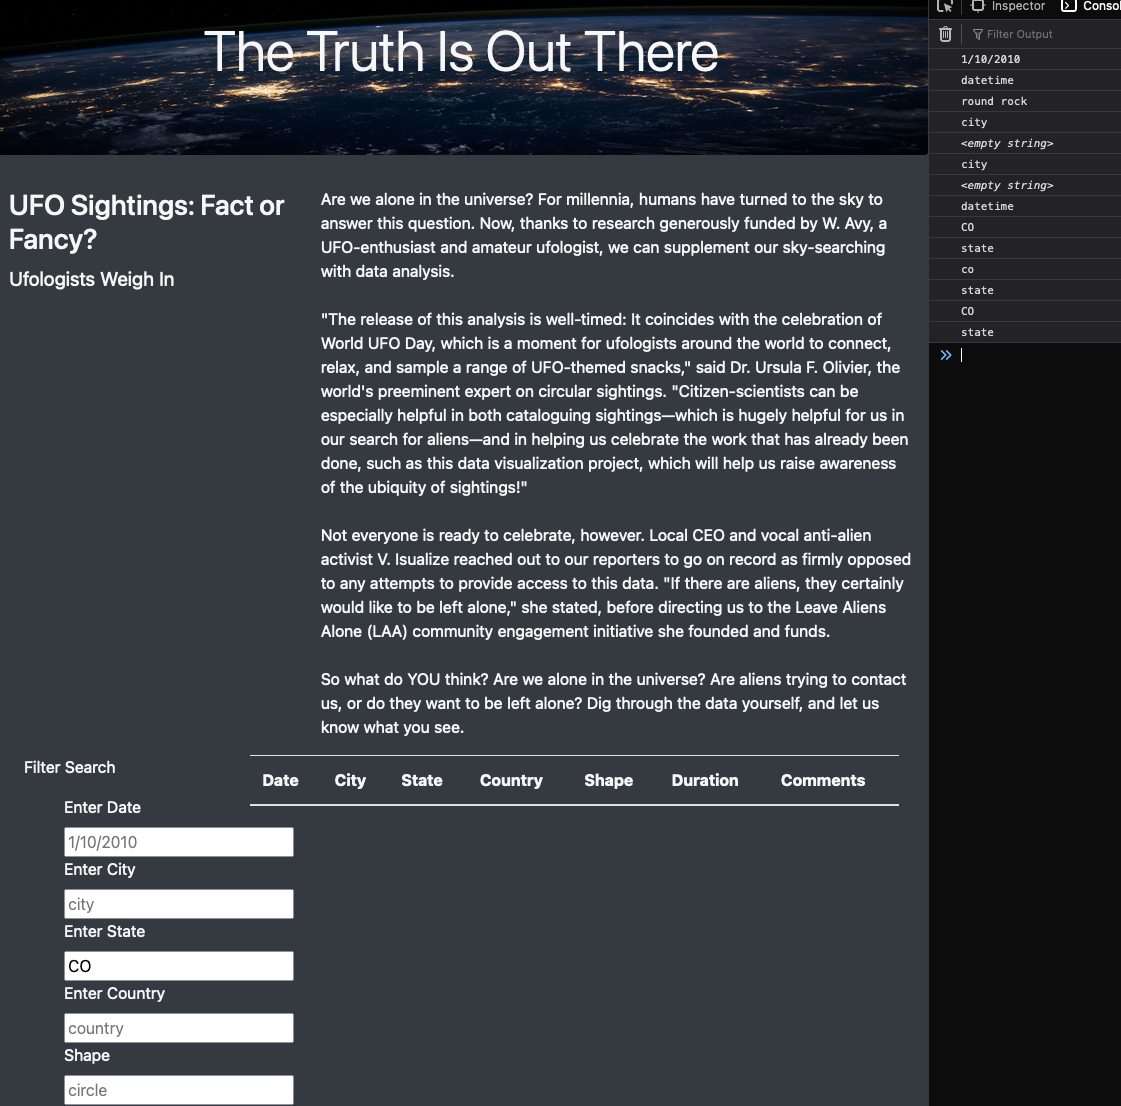 The Truth Is Out There
UFO Sightings: Fact or
Fancy?
Ufologists Weigh In
Are we alone in the universe? For millennia, humans have turned to the sky to
answer this question. Now, thanks to research generously funded by W. Avy, a
UFO-enthusiast and amateur ufologist, we can supplement our sky-searching
with data analysis.
"The release of this analysis is well-timed: It coincides with the celebration of
World UFO Day, which is a moment for ufologists around the world to connect,
relax, and sample a range of UFO-themed snacks," said Dr. Ursula F. Olivier, the
world's preeminent expert on circular sightings. "Citizen-scientists can be
especially helpful in both cataloguing sightings—which is hugely helpful for us in
our search for aliens—and in helping us celebrate the work that has already been
done, such as this data visualization project, which will help us raise awareness
of the ubiquity of sightings!"
Not everyone is ready to celebrate, however. Local CEO and vocal anti-alien
activist V. Isualize reached out to our reporters to go on record as firmly opposed
to any attempts to provide access to this data. "If there are aliens, they certainly
would like to be left alone," she stated, before directing us to the Leave Aliens
Alone (LAA) community engagement initiative she founded and funds.
So what do YOU think? Are we alone in the universe? Are aliens trying to contact
us, or do they want to be left alone? Dig through the data yourself, and let us
know what you see.
Filter Search
Enter Date
1/10/2010
Enter City
city
Enter State
CO
Enter Country
country
Shape
circle
Date City State Country Shape Duration Comments
Inspector Consol
Filter Output
1/10/2010
datetime
round rock
city
<empty string>
city
<empty string>
datetime
CO
state
co
state
CO
state